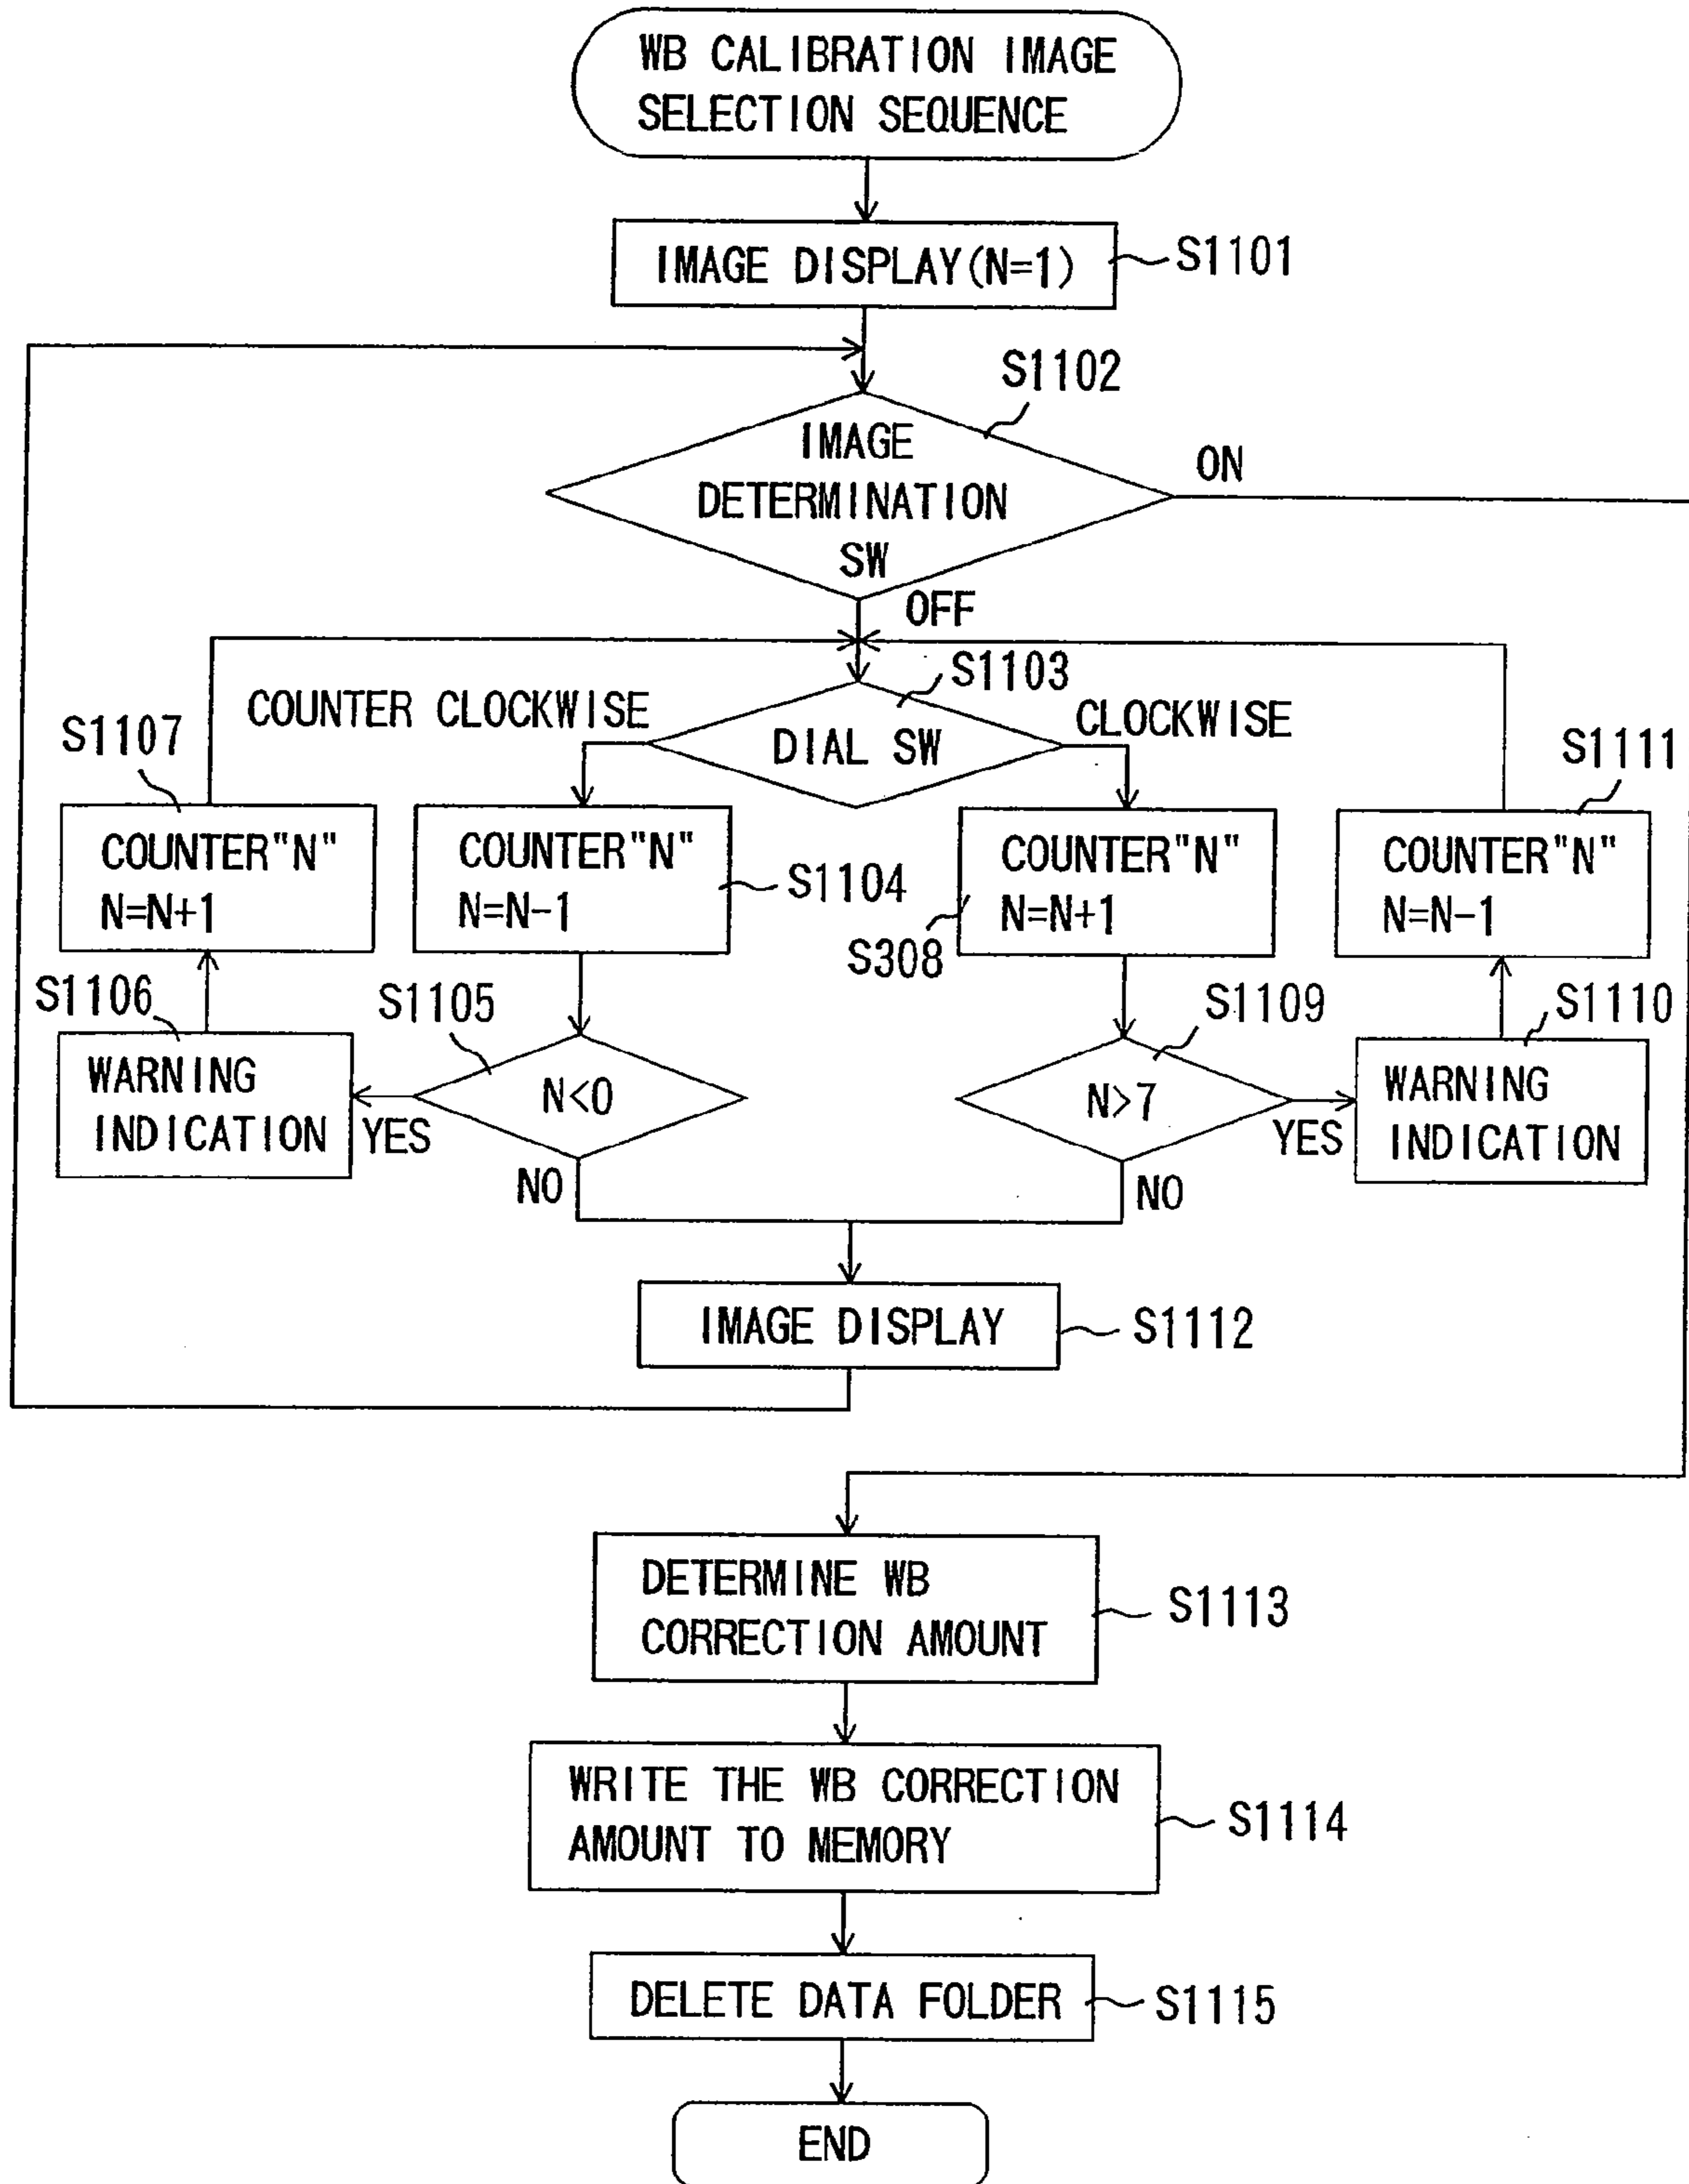 WB CALIBRATION IMAGE
SELECTION SEQUENCE
IMAGE DISPLAY(N=1)
S1101
S1102
IMAGE
DETERMINATION
SW
ON
OFF
S1103
COUNTER CLOCKWISE
CLOCKWISE
DIAL SW
S1107
S1111
COUNTER"N"
N=N+1
COUNTER"N"
N=N-1
S1104
COUNTER"N"
N=N+1
S308
COUNTER"N"
N=N-1
S1106
S1105
S1109
S1110
WARNING
INDICATION
YES
N<0
NO
N>7
YES
NO
WARNING
INDICATION
IMAGE DISPLAY
S1112
DETERMINE WB
CORRECTION AMOUNT
S1113
WRITE THE WB CORRECTION
AMOUNT TO MEMORY
S1114
DELETE DATA FOLDER
S1115
END